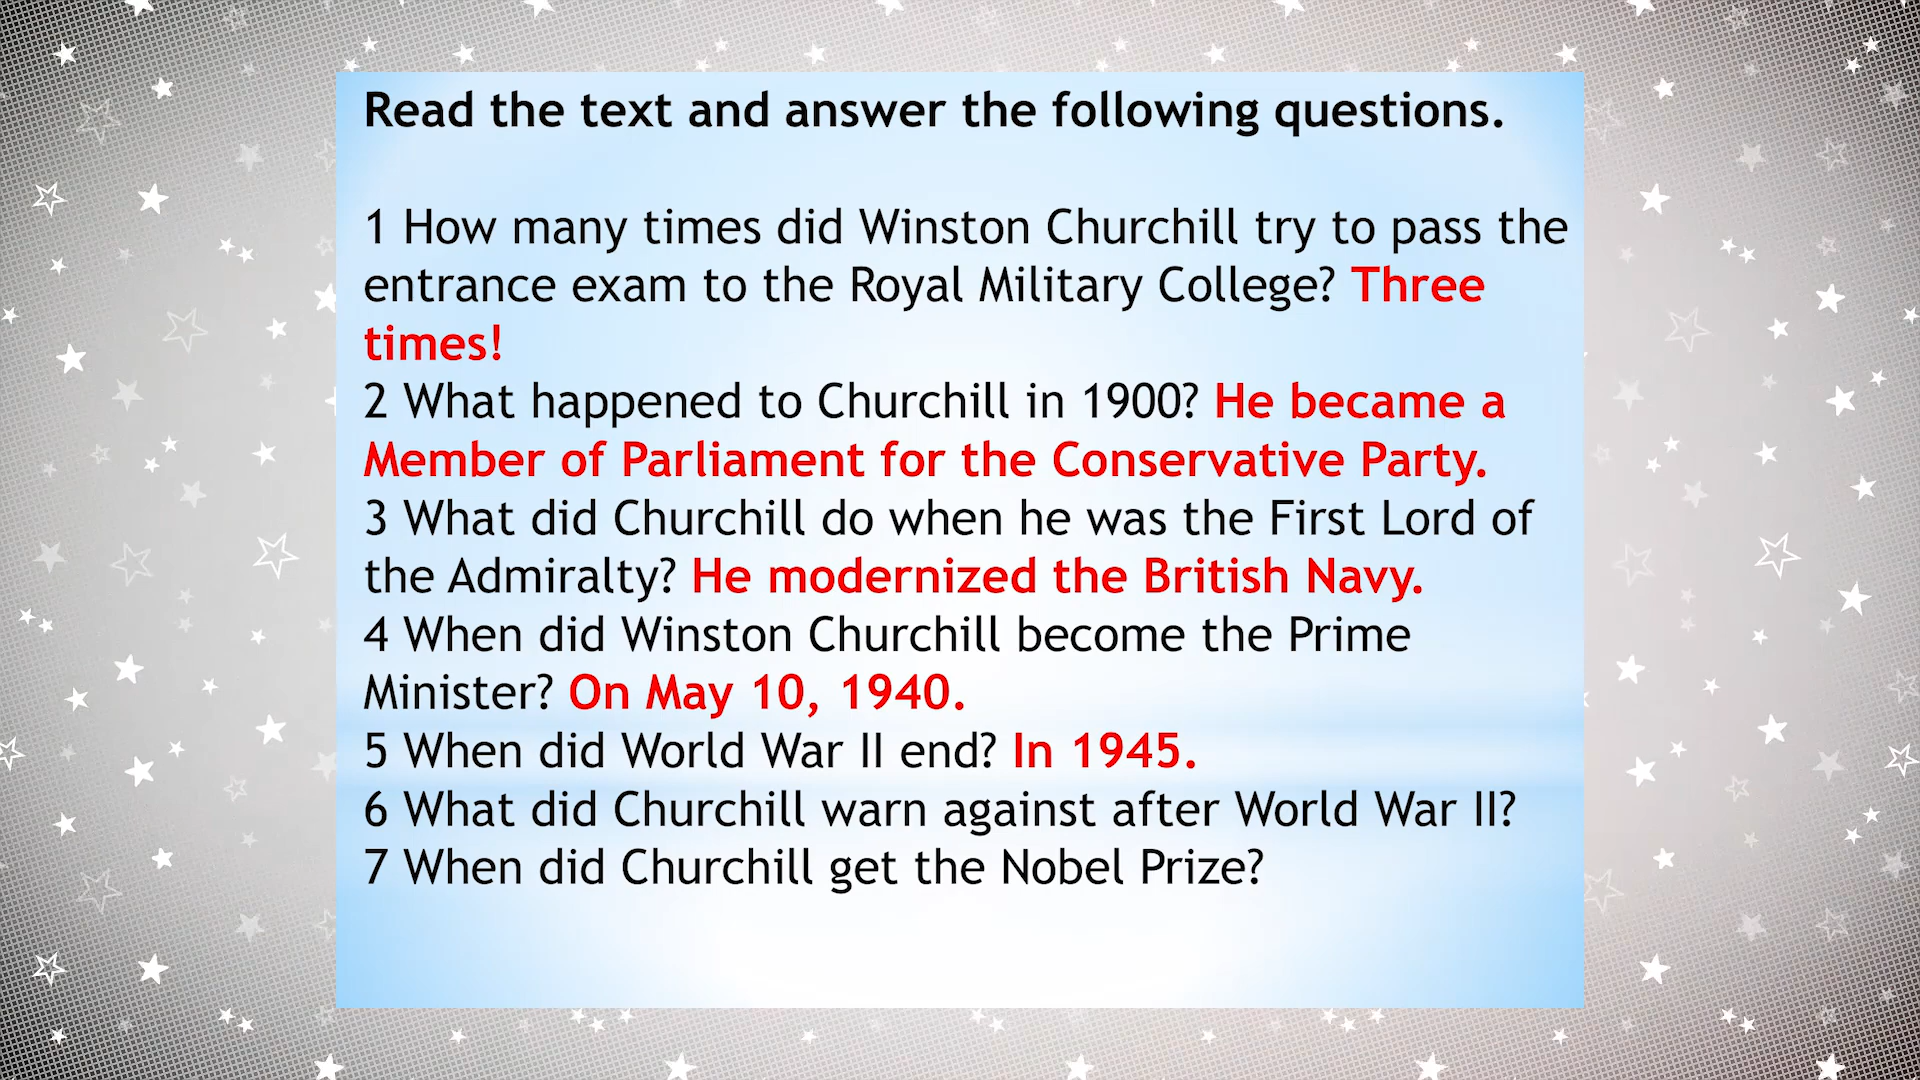 Read the text and answer the following questions.
1 How many times did Winston Churchill try to pass the
entrance exam to the Royal Military College? Three
times!
2 What happened to Churchill in 1900? He became a
Member of Parliament for the Conservative Party.
3 What did Churchill do when he was the First Lord of
the Admiralty? He modernized the British Navy.
4 When did Winston Churchill become the Prime
Minister? On May 10, 1940.
5 When did World War II end? In 1945.
6 What did Churchill warn against after World War II?
7 When did Churchill get the Nobel Prize?